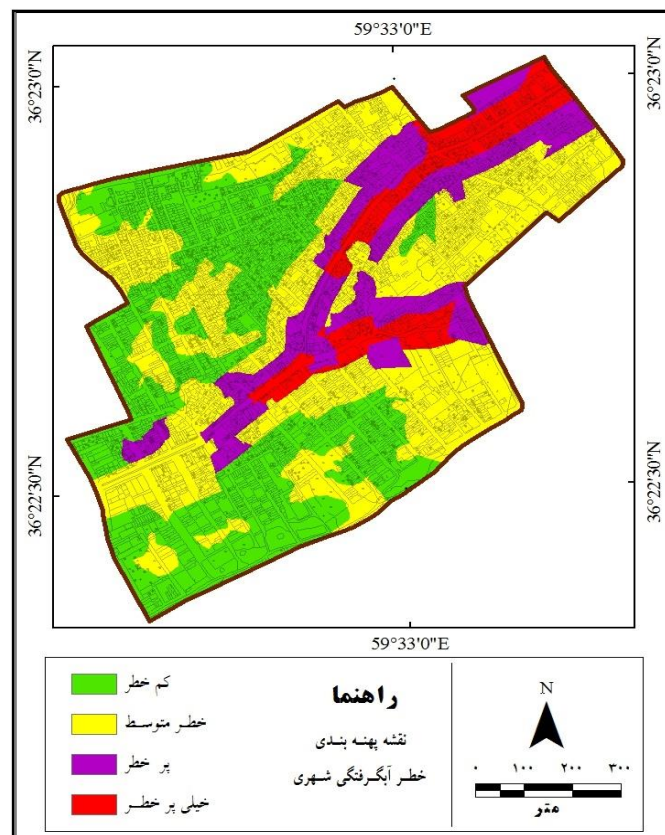 59°33'0"E
36°23'0"N
36°23'0"N
36°22'30"N
36°22'30"N
59°33'0"E
راهنما
نقشه پهنه بندی
خطر آبگرفتگی شهری
کم خطر
خطر متوسط
پر خطر
خیلی پر خطر
N
۰ ۱۰۰ ۲۰۰ ۳۰۰
متر